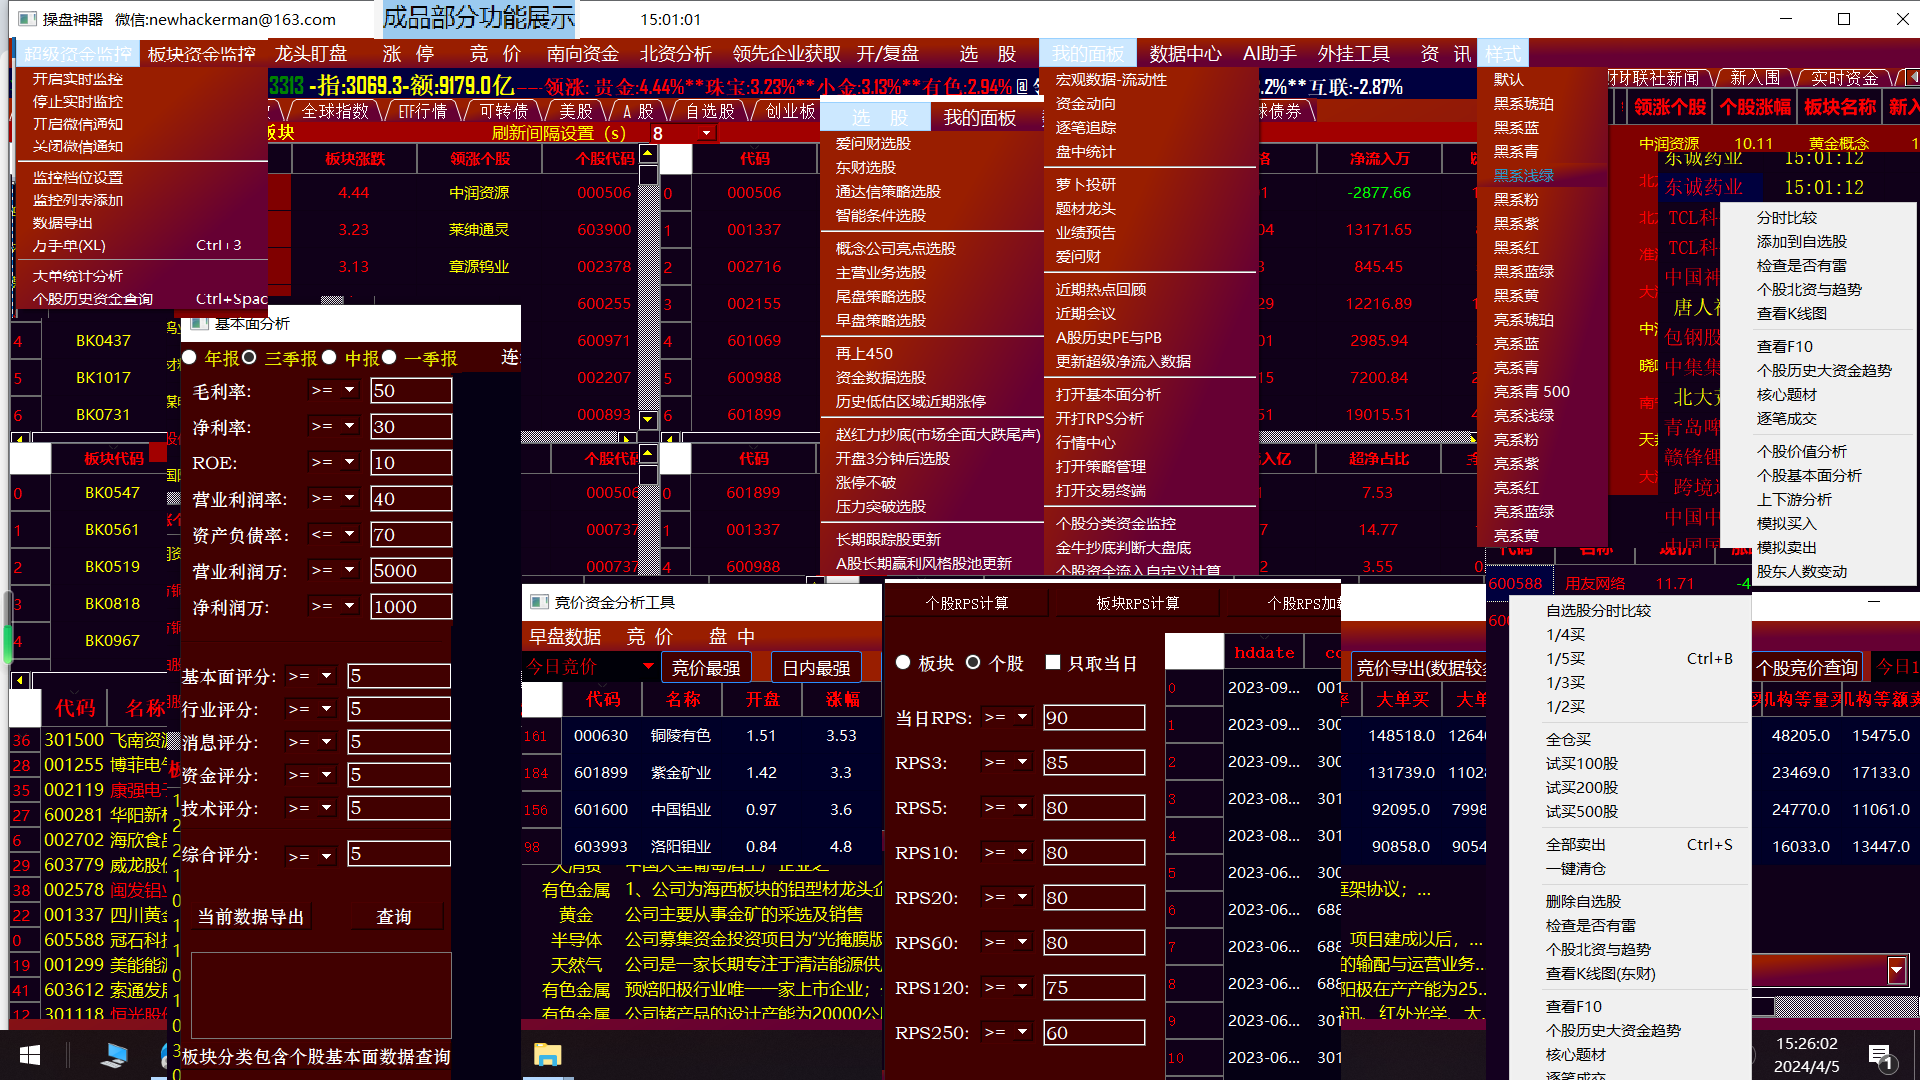 操盘神器 微信:newhackerman@163.com
成品部分功能展示
15:01:01
超级资金监控 板块资金监控 龙头盯盘 涨 停 竞 价 南向资金 北资分析 领先企业获取 开/复盘 选 股 我的面板 数据中心 AI助手 外挂工具 资 讯 样式
开启实时监控
停止实时监控
开启微信通知
关闭微信通知
监控档位设置
监控列表添加
数据导出
万手单(XL) Ctrl+3
大单统计分析
个股历史资金查询 Ctrl+Spac
3313 -指:3069.3-额:9179.0亿----领涨: 贵金:4.44%**珠宝:3.23%**小金:3.13%**有色:2.94%
.2%**互联:-2.87%
全球指数 ETF行情 可转债 美股 A 股 自选股 创业板
刷新间隔设置（s） 8
板块涨跌 领涨个股 个股代码
4.44 中润资源 000506
3.23 莱绅通灵 603900
3.13 章源钨业 002378
600255
600971
002207
000893
代码
0 000506
1 001337
2 002716
3 002155
4 601069
5 600988
6 601899
选 股 我的面板
爱问财选股
东财选股
通达信策略选股
智能条件选股
概念公司亮点选股
主营业务选股
尾盘策略选股
早盘策略选股
再上450
资金数据选股
历史低估区域近期涨停
赵红力抄底(市场全面大跌尾声)
开盘3分钟后选股
涨停不破
压力突破选股
长期跟踪股更新
A股长期赢利风格股池更新
宏观数据-流动性
资金动向
逐笔追踪
盘中统计
萝卜投研
题材龙头
业绩预告
爱问财
近期热点回顾
近期会议
A股历史PE与PB
更新超级净流入数据
打开基本面分析
开打RPS分析
行情中心
打开策略管理
打开交易终端
个股分类资金监控
金牛抄底判断大盘底
个股资金流入自定义计算
净流入万
-2877.66
13171.65
845.45
12216.89
2985.94
7200.84
19015.51
超净占比
7.53
14.77
3.55
默认
黑系琥珀
黑系蓝
黑系青
黑系浅绿
黑系粉
黑系紫
黑系红
黑系蓝绿
黑系黄
亮系琥珀
亮系蓝
亮系青
亮系青 500
亮系浅绿
亮系粉
亮系紫
亮系红
亮系蓝绿
亮系黄
财联社新闻 新入围 实时资金
领涨个股 个股涨幅 板块名称 新入
中润资源 10.11 黄金概念
东诚药业 15:01:12
东诚药业 15:01:12
分时比较
添加到自选股
检查是否有雷
个股北资与趋势
查看K线图
查看F10
个股历史大资金趋势
核心题材
逐笔成交
个股价值分析
个股基本面分析
上下游分析
模拟买入
模拟卖出
股东人数变动
600588 用友网络 11.71
自选股分时比较
1/4买
1/5买 Ctrl+B
1/3买
1/2买
全仓买
试买100股
试买200股
试买500股
全部卖出 Ctrl+S
一键清仓
删除自选股
检查是否有雷
个股北资与趋势
查看K线图(东财)
查看F10
个股历史大资金趋势
核心题材
逐笔成交
4 BK0437
5 BK1017
6 BK0731
板块代码
0 BK0547
1 BK0561
2 BK0519
3 BK0818
4 BK0967
代码 名称
36 301500 飞南资源
28 001255 博菲电气
35 002119 康强电子
27 600281 华阳新材
6 002702 海欣食品
29 603779 威龙股份
38 002578 闽发铝业
22 001337 四川黄金
0 605588 冠石科技
19 001299 美能能源
41 603612 索通发展
12 301118 恒光股份
基本面分析
年报 三季报 中报 一季报
毛利率: >= 50
净利率: >= 30
ROE: >= 10
营业利润率: >= 40
资产负债率: <= 70
营业利润万: >= 5000
净利润万: >= 1000
基本面评分: >= 5
行业评分: >= 5
消息评分: >= 5
资金评分: >= 5
技术评分: >= 5
综合评分: >= 5
当前数据导出 查询
板块分类包含个股基本面数据查询
个股代码 代码
000506 0 601899
000737 1 001337
000737 4 600988
竞价资金分析工具
早盘数据 竞 价 盘 中
今日竞价 竞价最强 日内最强
代码 名称 开盘 涨幅
161 000630 铜陵有色 1.51 3.53
184 601899 紫金矿业 1.42 3.3
156 601600 中国铝业 0.97 3.6
98 603993 洛阳钼业 0.84 4.8
有色金属 1、公司为海西板块的铝型材龙头企
黄金 公司主要从事金矿的采选及销售
半导体 公司募集资金投资项目为“光掩膜版
天然气 公司是一家长期专注于清洁能源供
有色金属 预焙阳极行业唯一一家上市企业；
有色金属 公司锗产品的设计产能为20000公
个股RPS计算 板块RPS计算 个股RPS加
板块 个股 只取当日
当日RPS: >= 90
RPS3: >= 85
RPS5: >= 80
RPS10: >= 80
RPS20: >= 80
RPS60: >= 80
RPS120: >= 75
RPS250: >= 60
hddate
0 2023-09... 001
1 2023-09... 300
2 2023-09... 300
3 2023-08... 301
4 2023-08... 301
5 2023-06... 300
6 2023-06... 688
7 2023-06... 688
8 2023-06... 688
9 2023-06... 301
10 2023-06... 301
竞价导出(数据较多 个股竞价查询 今日
大单买 大单 机构等量买 机构等额卖
148518.0 1264 48205.0 15475.0
131739.0 1102 23469.0 17133.0
92095.0 7998 24770.0 11061.0
90858.0 9054 16033.0 13447.0
框架协议；...
项目建成以后，...
的输配与运营业务...
阳极在产产能为25...
15:26:02
2024/4/5
1